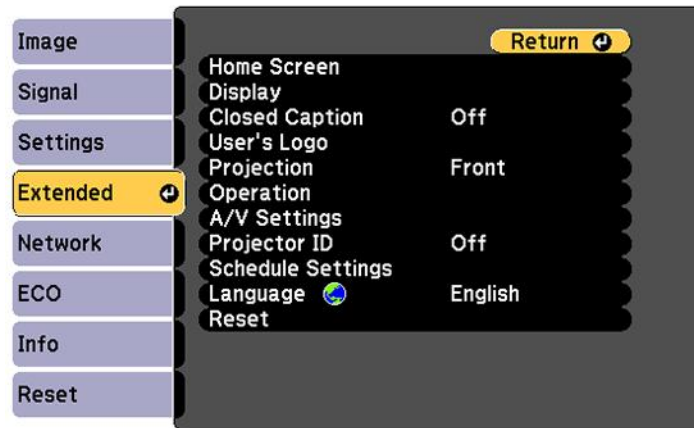 Image
Signal
Settings
Extended
Network
ECO
Info
Reset
Return
Home Screen
Display
Closed Caption Off
User's Logo
Projection Front
Operation
A/V Settings
Projector ID Off
Schedule Settings
Language English
Reset